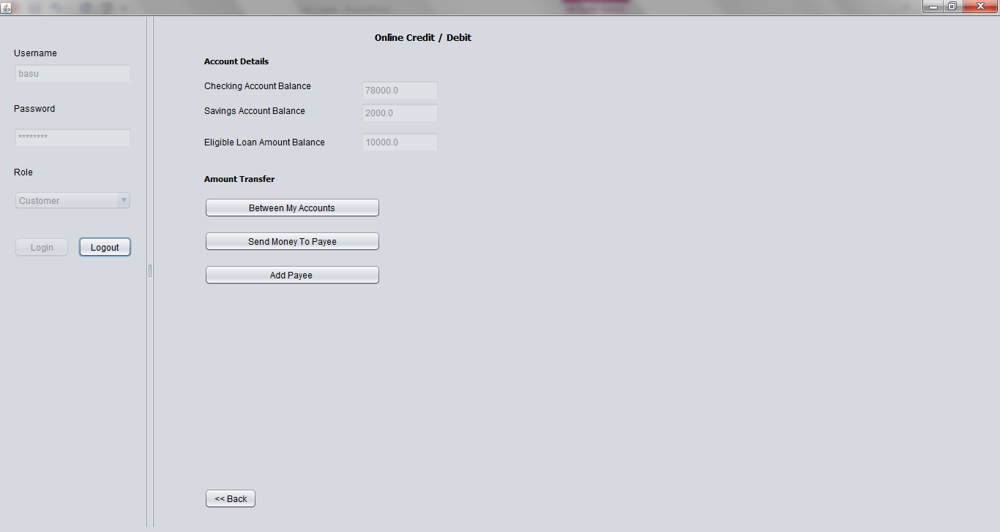 Online Credit / Debit
Username
basu
Password
********
Role
Customer
Login Logout
Account Details
Checking Account Balance 78000.0
Savings Account Balance 2000.0
Eligible Loan Amount Balance 10000.0
Amount Transfer
Between My Accounts
Send Money To Payee
Add Payee
<< Back